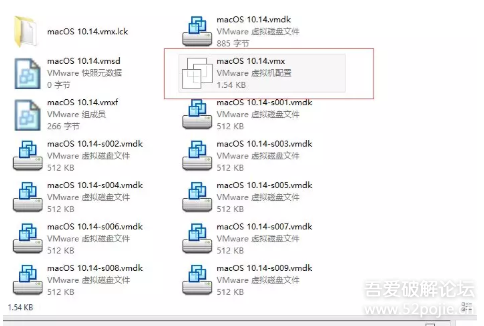 macOS 10.14.vmx.lck
macOS 10.14.vmdk
VMware 虚拟磁盘文件
885 字节
macOS 10.14.vmsd
VMware 快照元数据
0 字节
macOS 10.14.vmx
VMware 虚拟机配置
1.54 KB
macOS 10.14.vmxf
VMware 组成员
266 字节
macOS 10.14-s001.vmdk
VMware 虚拟磁盘文件
512 KB
macOS 10.14-s002.vmdk
VMware 虚拟磁盘文件
512 KB
macOS 10.14-s003.vmdk
VMware 虚拟磁盘文件
512 KB
macOS 10.14-s004.vmdk
VMware 虚拟磁盘文件
512 KB
macOS 10.14-s005.vmdk
VMware 虚拟磁盘文件
512 KB
macOS 10.14-s006.vmdk
VMware 虚拟磁盘文件
512 KB
macOS 10.14-s007.vmdk
VMware 虚拟磁盘文件
512 KB
macOS 10.14-s008.vmdk
VMware 虚拟磁盘文件
512 KB
macOS 10.14-s009.vmdk
VMware 虚拟磁盘文件
512 KB
1.54 KB
吾爱破解论坛
www.52pojie.cn